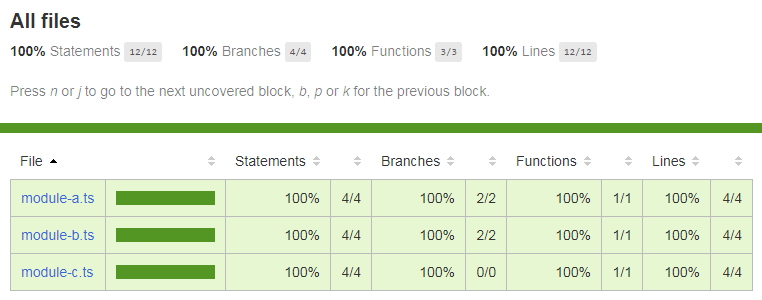 All files
100% Statements 12/12 100% Branches 4/4 100% Functions 3/3 100% Lines 12/12
Press n or j to go to the next uncovered block, b, p or k for the previous block.
File Statements Branches Functions Lines
module-a.ts 100% 4/4 100% 2/2 100% 1/1 100% 4/4
module-b.ts 100% 4/4 100% 2/2 100% 1/1 100% 4/4
module-c.ts 100% 4/4 100% 0/0 100% 1/1 100% 4/4